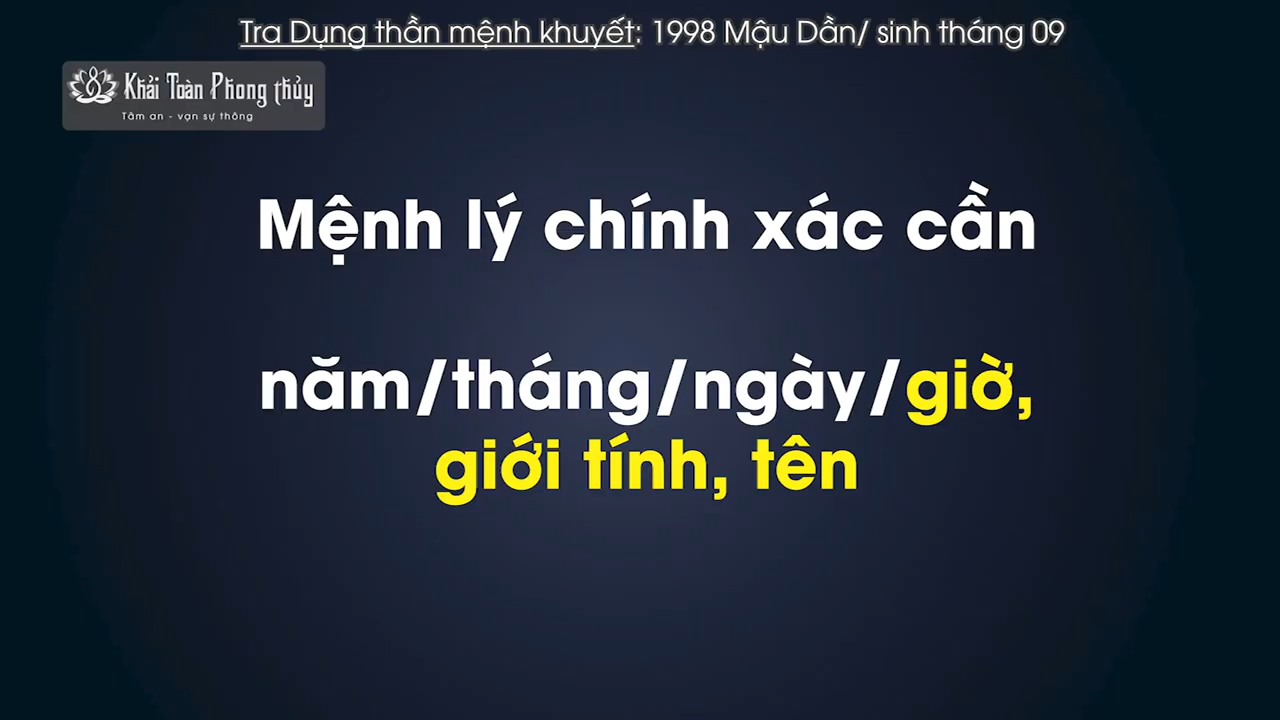 Tra Dụng thần mệnh khuyết: 1998 Mậu Dần/ sinh tháng 09
Khải Toàn Phong thủy
Tâm an - vạn sự thông
Mệnh lý chính xác cần
năm/tháng/ngày/giờ,
giới tính, tên